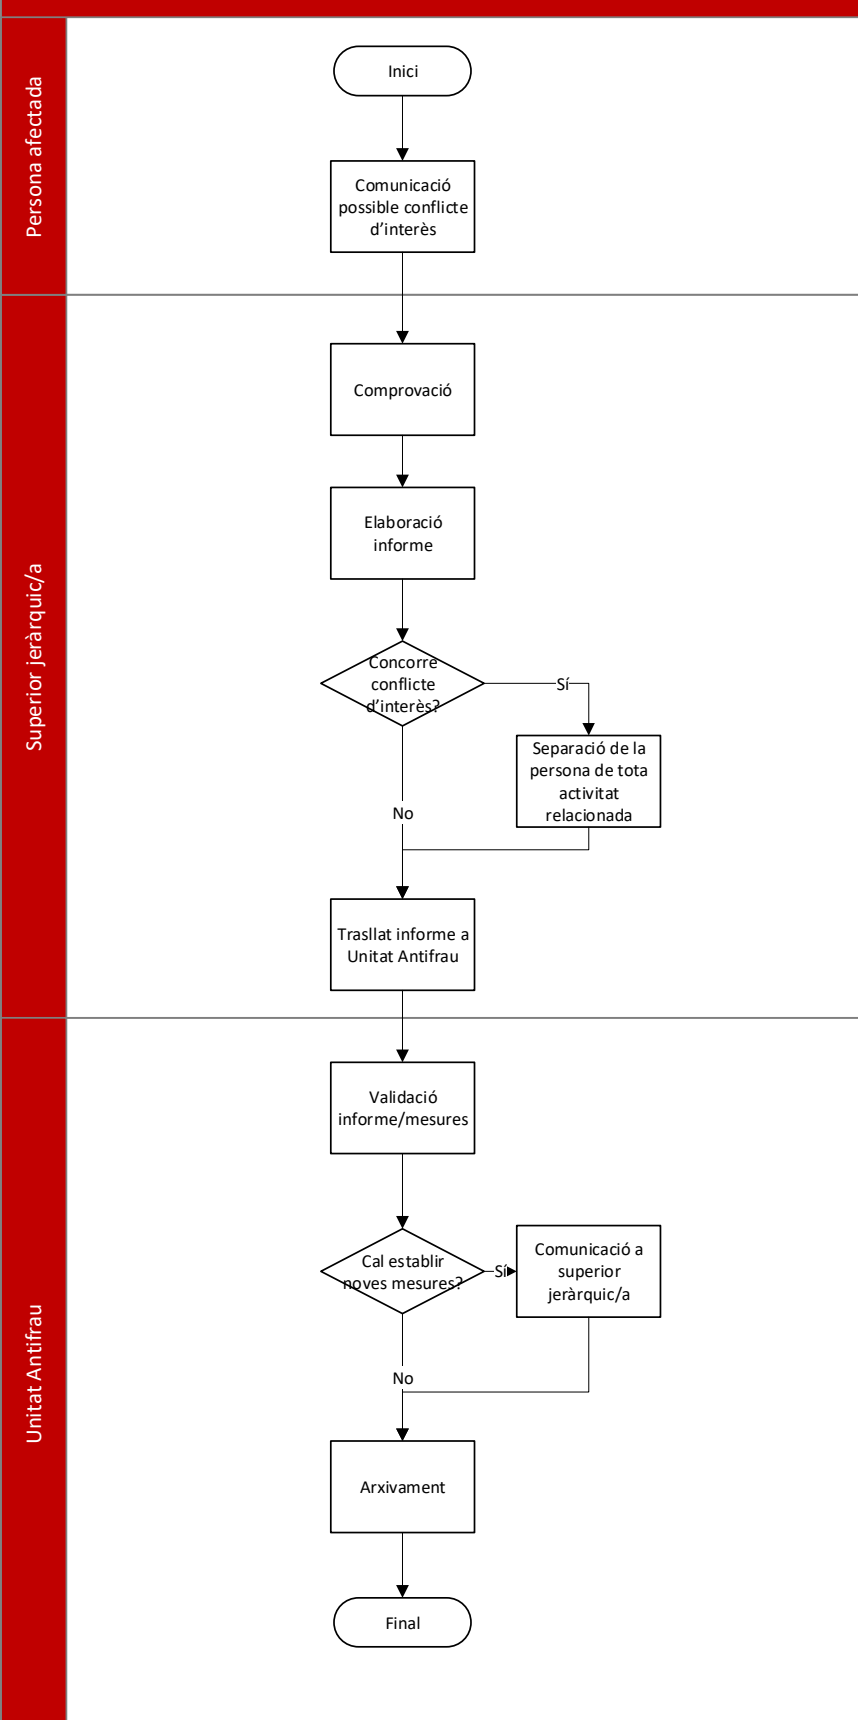 Persona afectada
Inici
Comunicació
possible conflicte
d’interès
Superior jeràrquic/a
Comprovació
Elaboració
informe
Concorre
conflicte
d’interès?
Sí
Separació de la
persona de tota
activitat
relacionada
No
Trasllat informe a
Unitat Antifrau
Unitat Antifrau
Validació
informe/mesures
Cal establir
noves mesures?
Sí
Comunicació a
superior
jeràrquic/a
No
Arxivament
Final